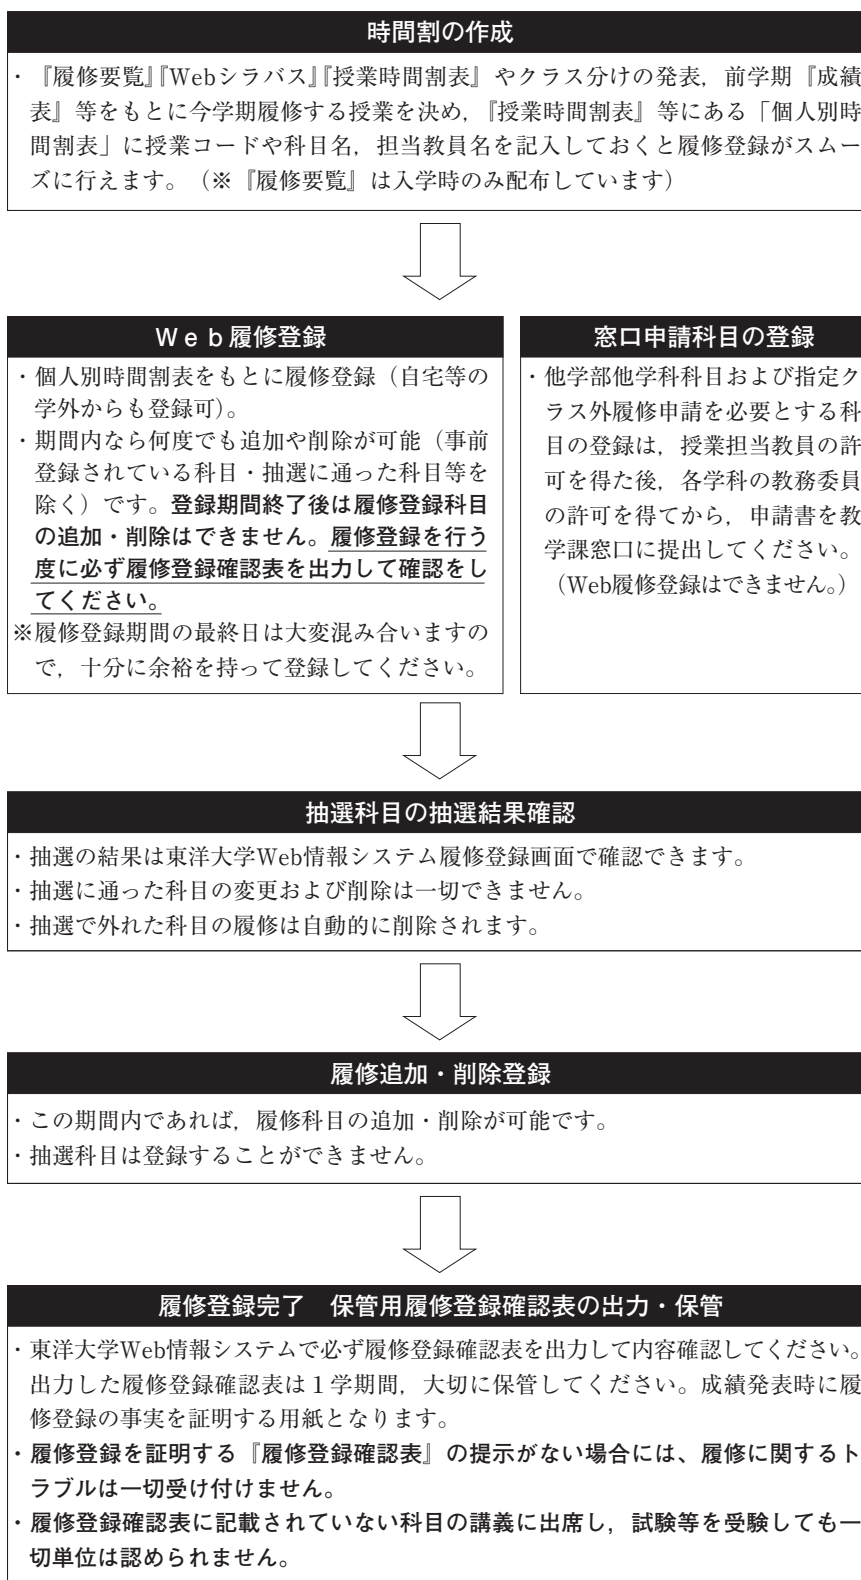 時間割の作成
・『履修要覧』『Webシラバス』『授業時間割表』やクラス分けの発表，前学期『成績
表』等をもとに今学期履修する授業を決め，『授業時間割表』等にある「個人別時
間割表」に授業コードや科目名，担当教員名を記入しておくと履修登録がスムー
ズに行えます。（※『履修要覧』は入学時のみ配布しています）
Ｗｅｂ履修登録
・個人別時間割表をもとに履修登録（自宅等の
学外からも登録可）。
・期間内なら何度でも追加や削除が可能（事前
登録されている科目・抽選に通った科目等を
除く）です。登録期間終了後は履修登録科目
の追加・削除はできません。履修登録を行う
度に必ず履修登録確認表を出力して確認をし
てください。
※履修登録期間の最終日は大変混み合いますの
で，十分に余裕を持って登録してください。
窓口申請科目の登録
・他学部他学科科目および指定ク
ラス外履修申請を必要とする科
目の登録は，授業担当教員の許
可を得た後，各学科の教務委員
の許可を得てから，申請書を教
学課窓口に提出してください。
（Web履修登録はできません。）
抽選科目の抽選結果確認
・抽選の結果は東洋大学Web情報システム履修登録画面で確認できます。
・抽選に通った科目の変更および削除は一切できません。
・抽選で外れた科目の履修は自動的に削除されます。
履修追加・削除登録
・この期間内であれば，履修科目の追加・削除が可能です。
・抽選科目は登録することができません。
履修登録完了　保管用履修登録確認表の出力・保管
・東洋大学Web情報システムで必ず履修登録確認表を出力して内容確認してください。
出力した履修登録確認表は１学期間，大切に保管してください。成績発表時に履
修登録の事実を証明する用紙となります。
・履修登録を証明する『履修登録確認表』の提示がない場合には、履修に関するト
ラブルは一切受け付けません。
・履修登録確認表に記載されていない科目の講義に出席し，試験等を受験しても一
切単位は認められません。